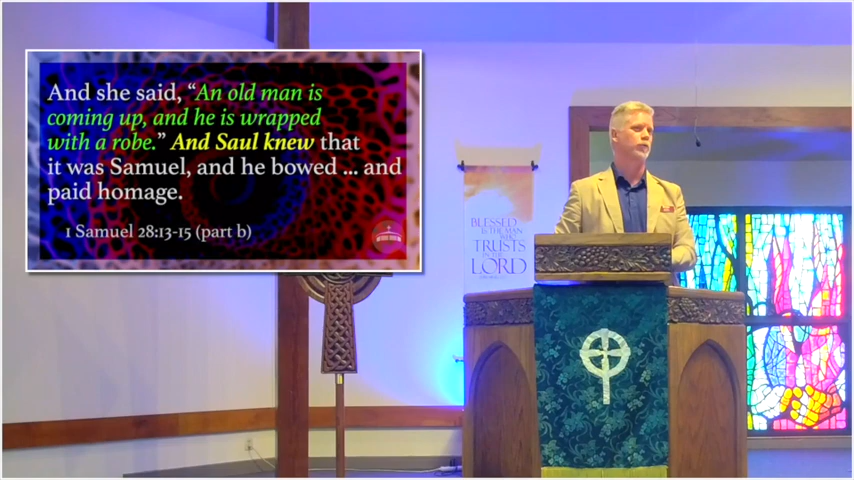 And she said, “An old man is
coming up, and he is wrapped
with a robe.” And Saul knew that
it was Samuel, and he bowed ... and
paid homage.
1 Samuel 28:13-15 (part b)
BLESSED
IS THE MAN
WHO
TRUSTS
IN THE
LORD